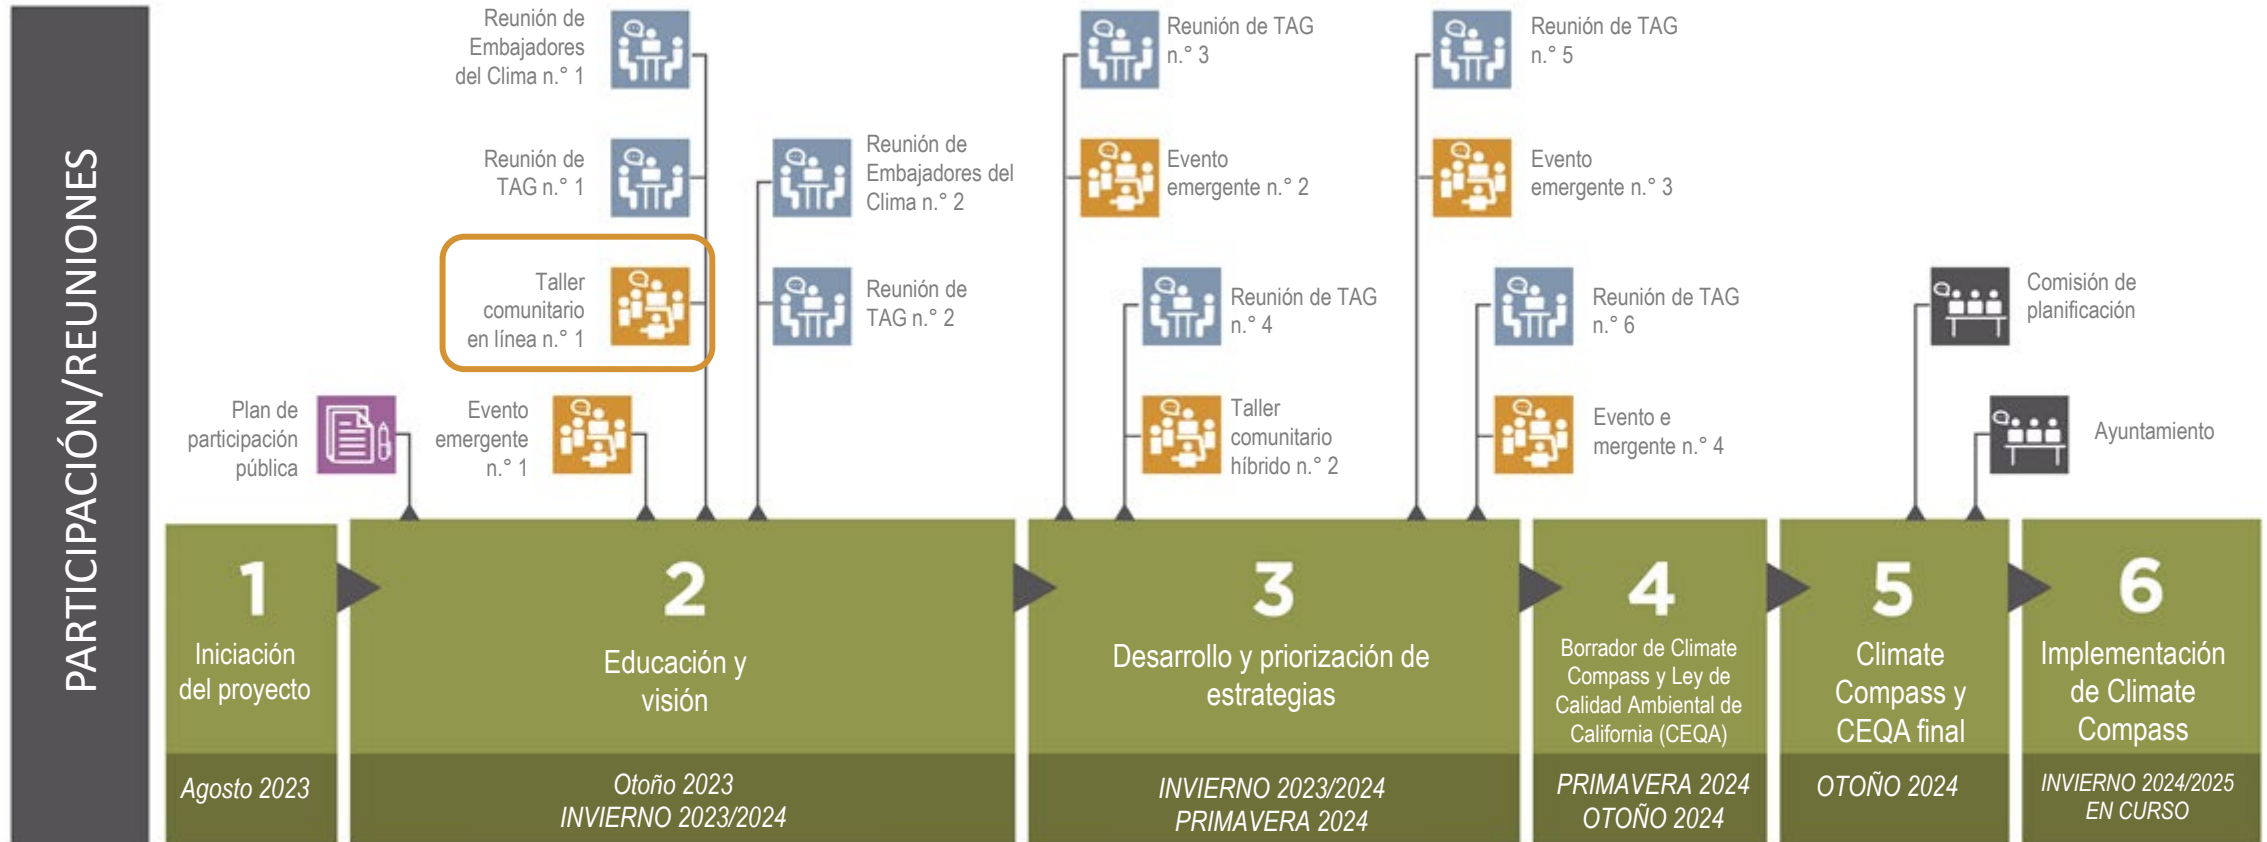 PARTICIPACIÓN/REUNIONES
Reunión de
Embajadores
del Clima n.° 1
Reunión de
TAG n.° 1
Taller
comunitario
en línea n.° 1
Plan de
participación
pública
Evento
emergente
n.° 1
Reunión de
Embajadores del
Clima n.° 2
Reunión de
TAG n.° 2
Reunión de TAG
n.° 3
Evento
emergente n.° 2
Reunión de TAG
n.° 4
Taller
comunitario
híbrido n.° 2
Reunión de TAG
n.° 5
Evento
emergente n.° 3
Reunión de TAG
n.° 6
Evento e
mergente n.° 4
Comisión de
planificación
Ayuntamiento
1
Iniciación
del proyecto
Agosto 2023
2
Educación y
visión
Otoño 2023
INVIERNO 2023/2024
3
Desarrollo y priorización de
estrategias
INVIERNO 2023/2024
PRIMAVERA 2024
4
Borrador de Climate
Compass y Ley de
Calidad Ambiental de
California (CEQA)
PRIMAVERA 2024
OTOÑO 2024
5
Climate
Compass y
CEQA final
OTOÑO 2024
6
Implementación
de Climate
Compass
INVIERNO 2024/2025
EN CURSO